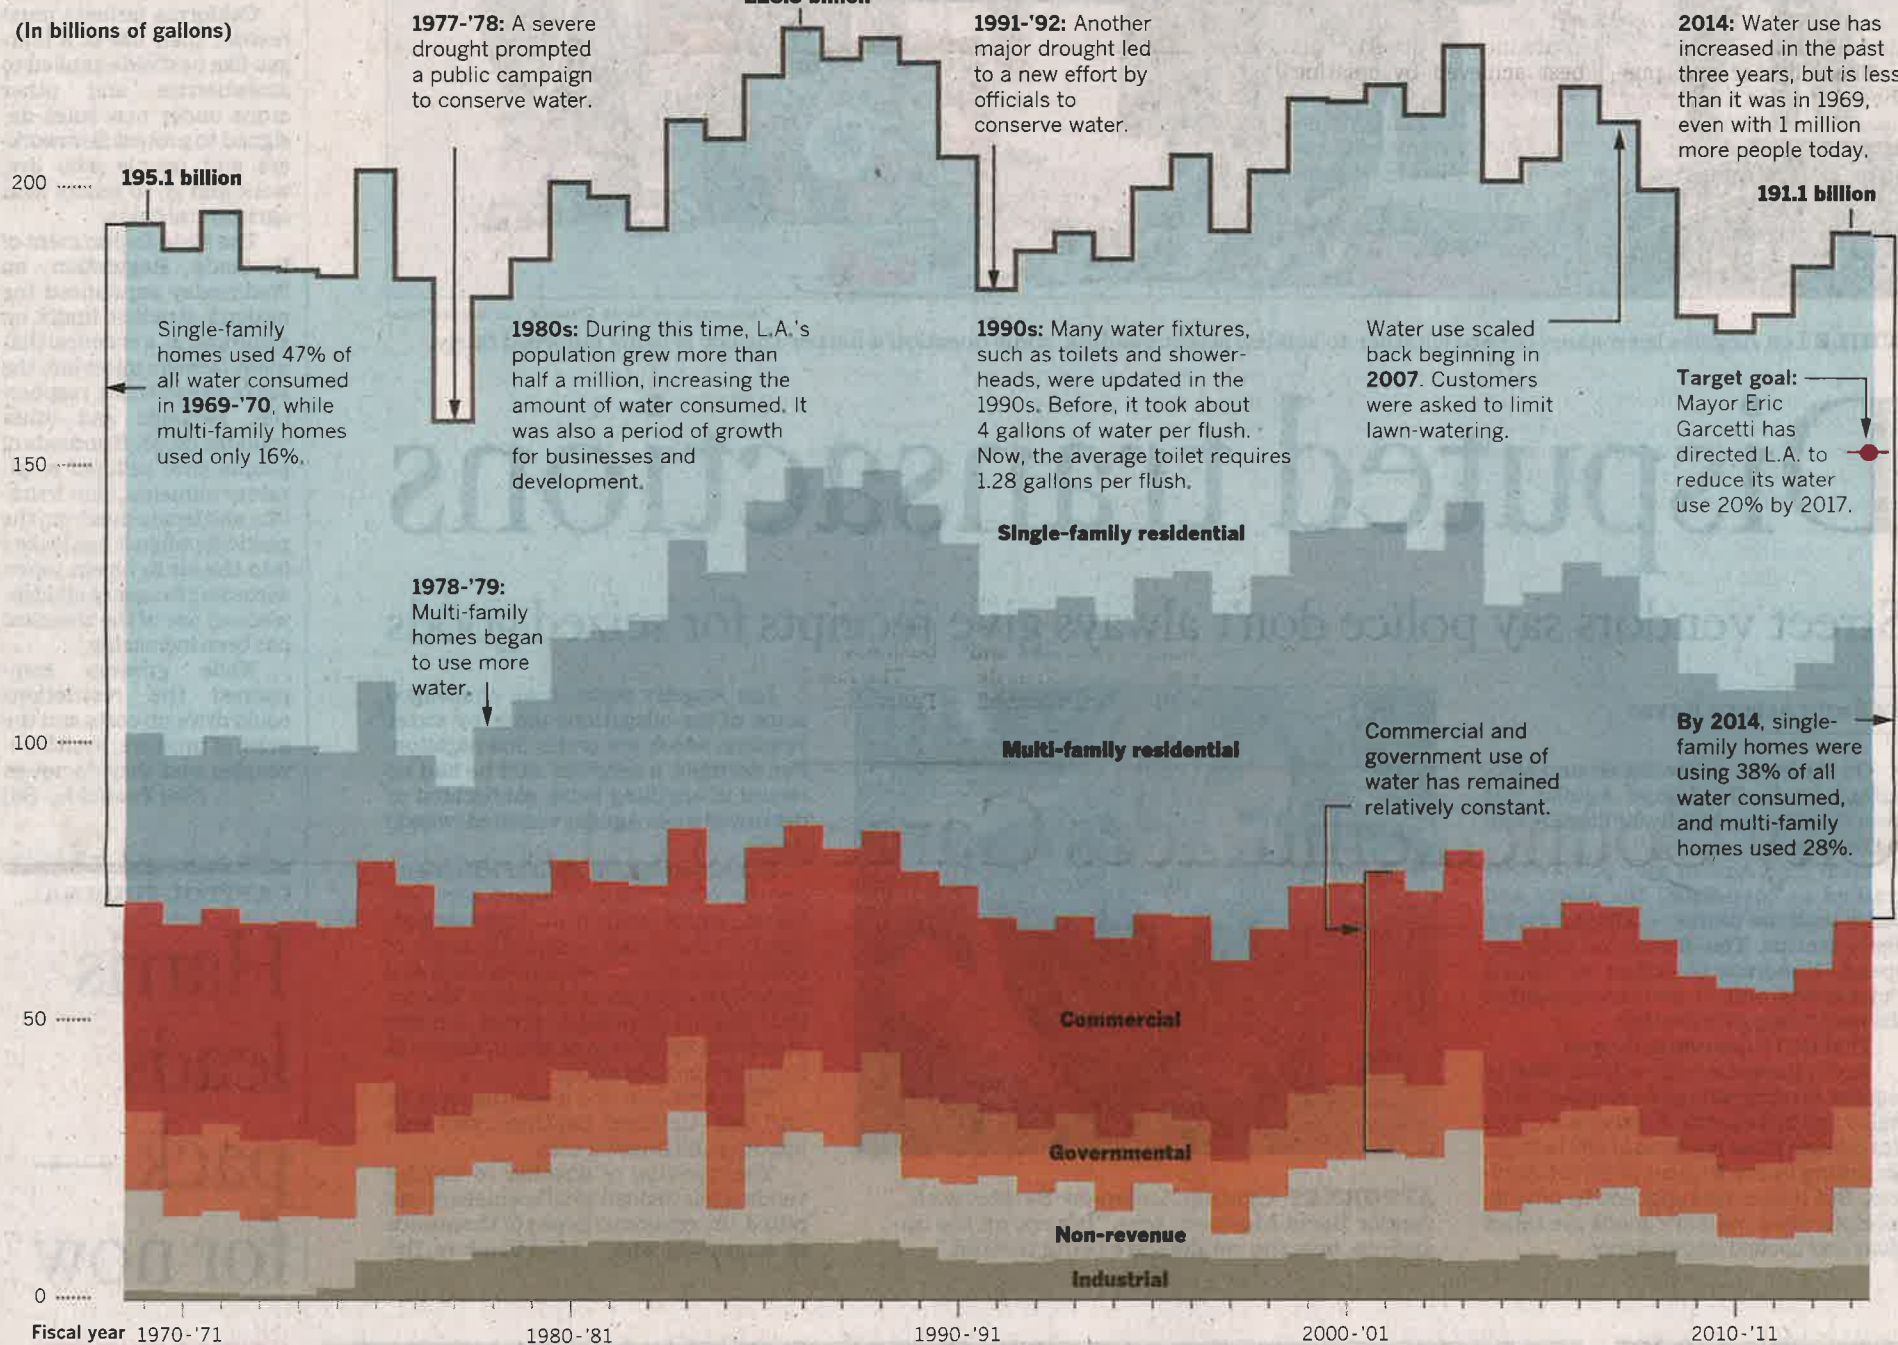 (In billions of gallons)
1977-'78: A severe
drought prompted
a public campaign
to conserve water.
1991-'92: Another
major drought led
to a new effort by
officials to
conserve water.
2014: Water use has
increased in the past
three years, but is less
than it was in 1969,
even with 1 million
more people today.
200
195.1 billion
191.1 billion
Single-family
homes used 47% of
all water consumed
in 1969-'70, while
multi-family homes
used only 16%.
1980s: During this time, L.A.'s
population grew more than
half a million, increasing the
amount of water consumed. It
was also a period of growth
for businesses and
development.
1990s: Many water fixtures,
such as toilets and shower-
heads, were updated in the
1990s. Before, it took about
4 gallons of water per flush.
Now, the average toilet requires
1.28 gallons per flush.
Water use scaled
back beginning in
2007. Customers
were asked to limit
lawn-watering.
Target goal:
Mayor Eric
Garcetti has
directed L.A. to
reduce its water
use 20% by 2017.
150
Single-family residential
1978-'79:
Multi-family
homes began
to use more
water.
100
Multi-family residential
Commercial and
government use of
water has remained
relatively constant.
By 2014, single-
family homes were
using 38% of all
water consumed,
and multi-family
homes used 28%.
50
Commercial
Governmental
Non-revenue
Industrial
0
Fiscal year 1970-'71 1980-'81 1990-'91 2000-'01 2010-'11